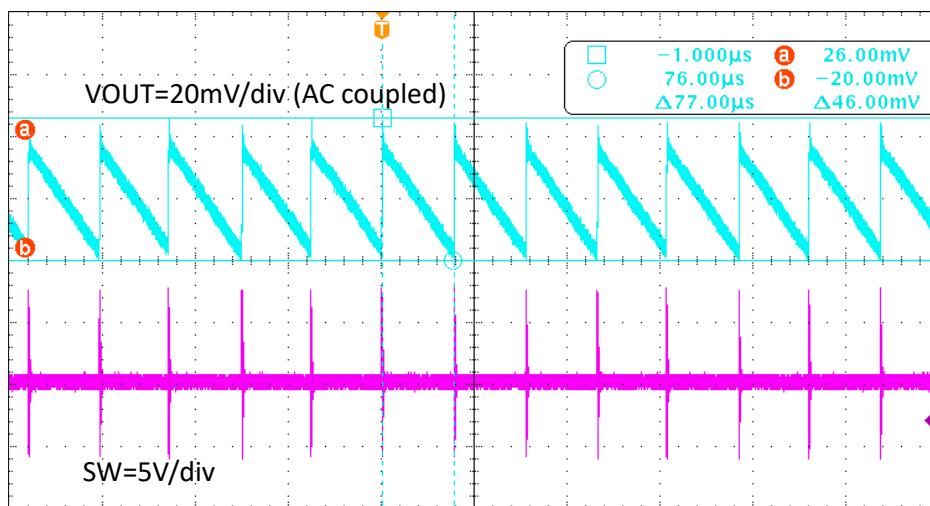 T
−1.000µs a 26.00mV
76.00µs b −20.00mV
Δ77.00µs Δ46.00mV
VOUT=20mV/div (AC coupled)
a
b
SW=5V/div